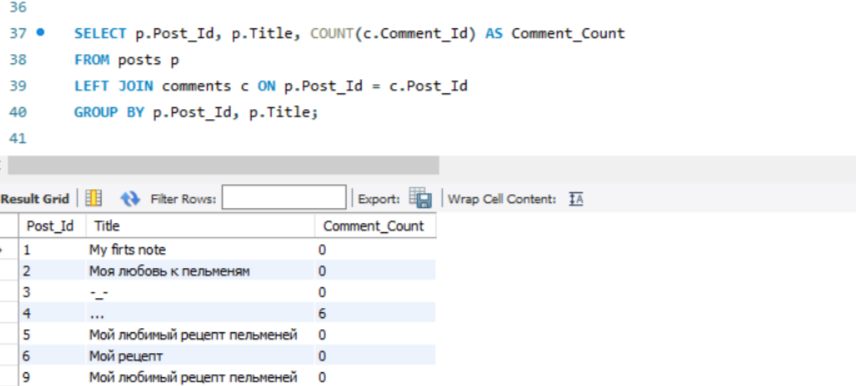 36
37 SELECT p.Post_Id, p.Title, COUNT(c.Comment_Id) AS Comment_Count
38 FROM posts p
39 LEFT JOIN comments c ON p.Post_Id = c.Post_Id
40 GROUP BY p.Post_Id, p.Title;
41
Result Grid Filter Rows: Export: Wrap Cell Content:
Post_Id Title Comment_Count
1 My firts note 0
2 Моя любовь к пельменям 0
3 -_- 0
4 ... 6
5 Мой любимый рецепт пельменей 0
6 Мой рецепт 0
9 Мой любимый рецепт пельменей 0